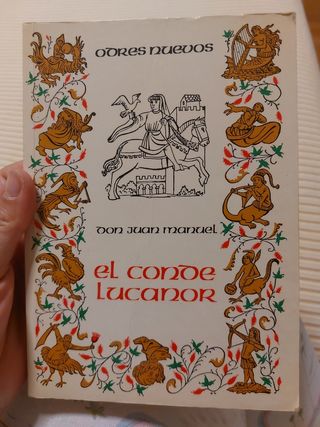 odres nuevos
don juan manuel
el conde
lucanor